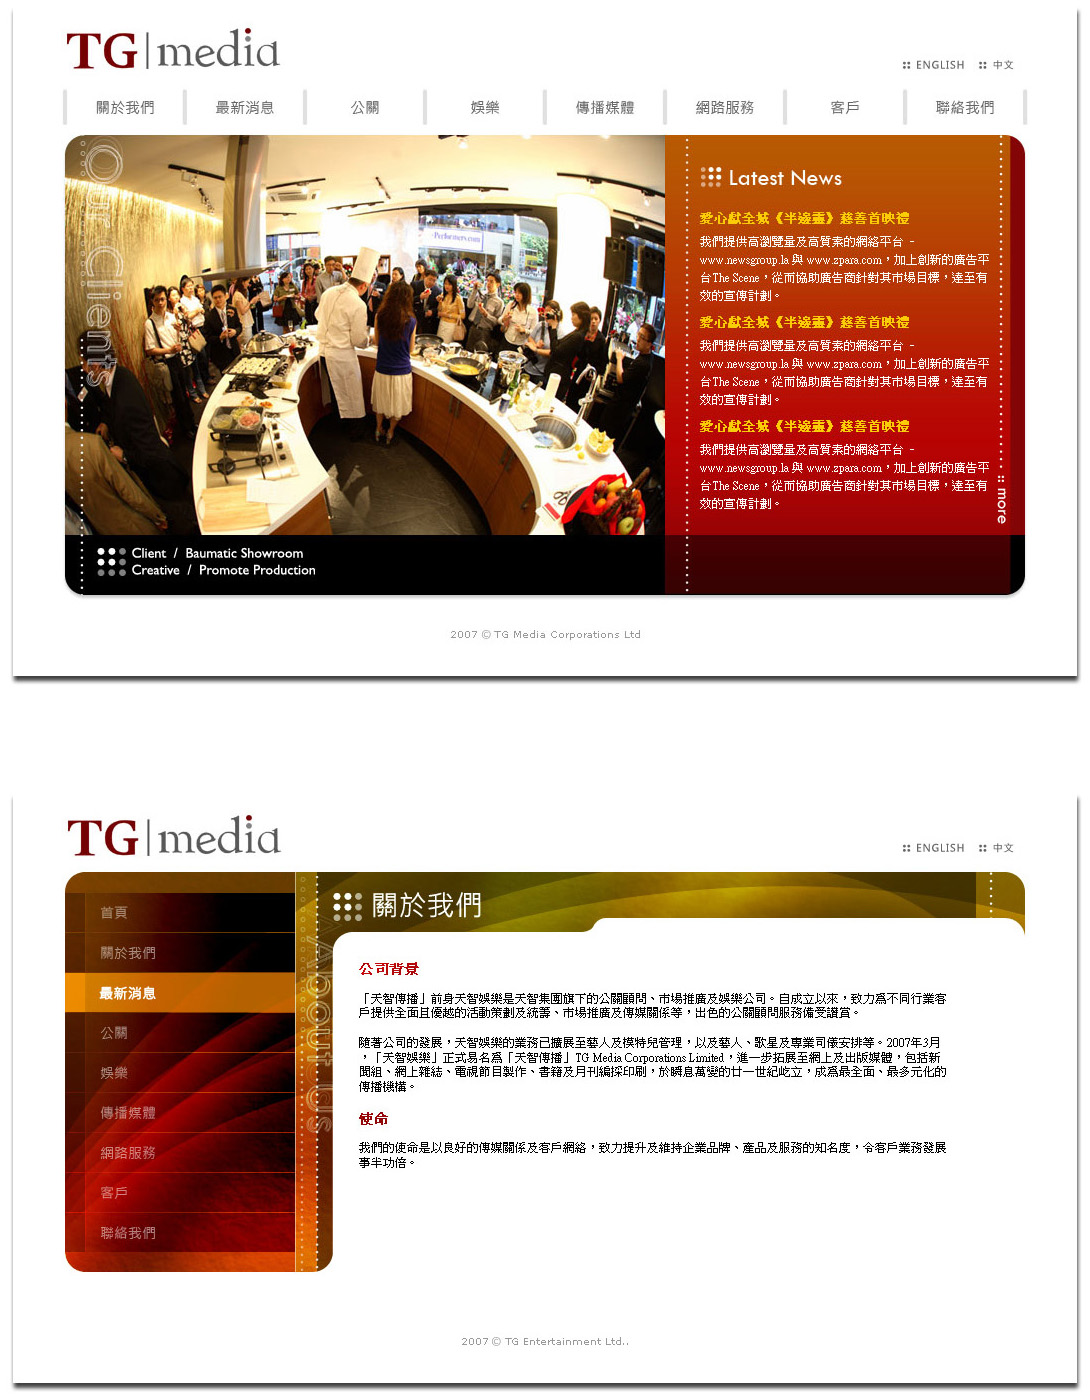 TG|media
ENGLISH 中文
關於我們 最新消息 公關 娛樂 傳播媒體 網路服務 客戶 聯絡我們
Our Clients
Performers.com
Latest News
愛心獻全城《半邊靈》慈善首映禮
我們提供高瀏覽量及高質素的網絡平台 -
www.newsgroup.la 與 www.zpara.com，加上創新的廣告平
台The Scene，從而協助廣告商針對其市場目標，達至有
效的宣傳計劃。
愛心獻全城《半邊靈》慈善首映禮
我們提供高瀏覽量及高質素的網絡平台 -
www.newsgroup.la 與 www.zpara.com，加上創新的廣告平
台The Scene，從而協助廣告商針對其市場目標，達至有
效的宣傳計劃。
愛心獻全城《半邊靈》慈善首映禮
我們提供高瀏覽量及高質素的網絡平台 -
www.newsgroup.la 與 www.zpara.com，加上創新的廣告平
台The Scene，從而協助廣告商針對其市場目標，達至有
效的宣傳計劃。
more
Client / Baumatic Showroom
Creative / Promote Production
2007 © TG Media Corporations Ltd
TG|media
ENGLISH 中文
首頁
關於我們
最新消息
公關
娛樂
傳播媒體
網路服務
客戶
聯絡我們
About Us
關於我們
公司背景
「天智傳播」前身天智娛樂是天智集團旗下的公關顧問、市場推廣及娛樂公司。自成立以來，致力為不同行業客
戶提供全面且優越的活動策劃及統籌、市場推廣及傳媒關係等，出色的公關顧問服務備受讚賞。
隨著公司的發展，天智娛樂的業務已擴展至藝人及模特兒管理，以及藝人、歌星及專業司儀安排等。2007年3月
，「天智娛樂」正式易名為「天智傳播」TG Media Corporations Limited，進一步拓展至網上及出版媒體，包括新
聞組、網上雜誌、電視節目製作、書籍及月刊編採印刷，於瞬息萬變的廿一世紀屹立，成為最全面、最多元化的
傳播機構。
使命
我們的使命是以良好的傳媒關係及客戶網絡，致力提升及維持企業品牌、產品及服務的知名度，令客戶業務發展
事半功倍。
2007 © TG Entertainment Ltd..